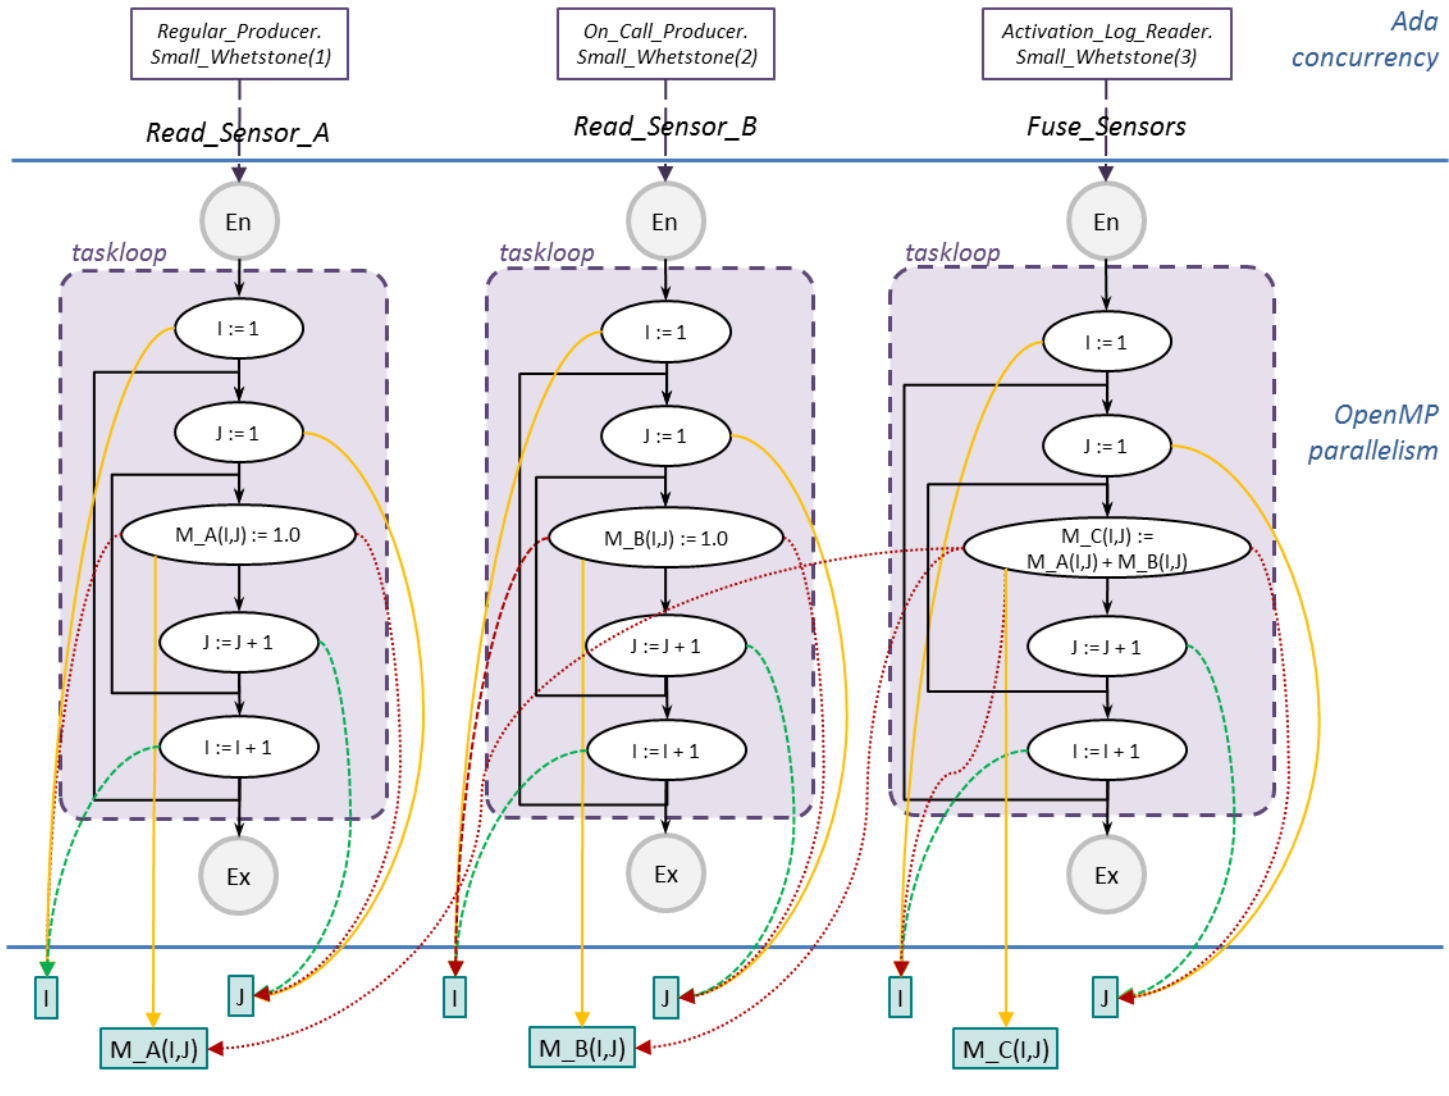 Regular_Producer.
Small_Whetstone(1)
On_Call_Producer.
Small_Whetstone(2)
Activation_Log_Reader.
Small_Whetstone(3)
Ada
concurrency
Read_Sensor_A
Read_Sensor_B
Fuse_Sensors
En
En
En
taskloop
taskloop
taskloop
I := 1
I := 1
I := 1
J := 1
J := 1
J := 1
OpenMP
parallelism
M_A(I,J) := 1.0
M_B(I,J) := 1.0
M_C(I,J) :=
M_A(I,J) + M_B(I,J)
J := J + 1
J := J + 1
J := J + 1
I := I + 1
I := I + 1
I := I + 1
Ex
Ex
Ex
I
J
I
J
I
J
M_A(I,J)
M_B(I,J)
M_C(I,J)